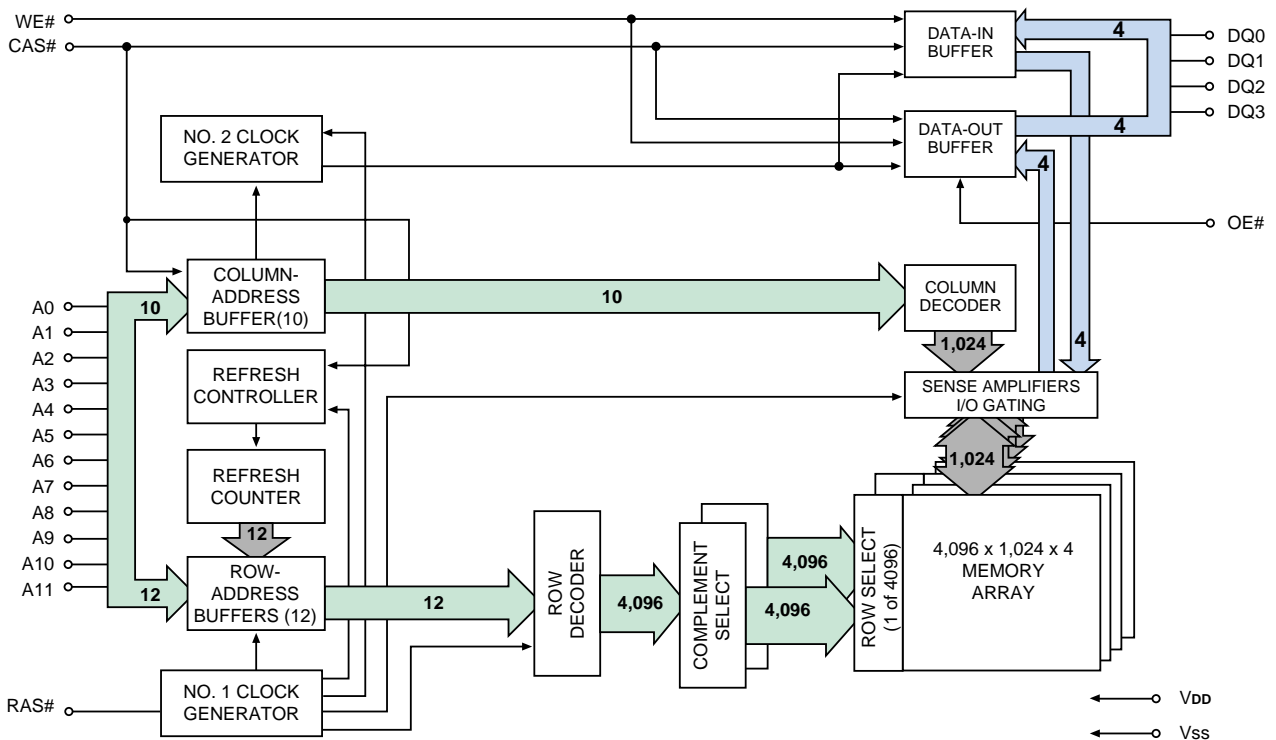 WE#
CAS#
DATA-IN
BUFFER
4
DQ0
DQ1
DQ2
DQ3
NO. 2 CLOCK
GENERATOR
DATA-OUT
BUFFER
4
4
OE#
COLUMN-
ADDRESS
BUFFER(10)
10
10
COLUMN
DECODER
1,024
4
A0
A1
A2
A3
A4
A5
A6
A7
A8
A9
A10
A11
REFRESH
CONTROLLER
SENSE AMPLIFIERS
I/O GATING
1,024
REFRESH
COUNTER
12
ROW-
ADDRESS
BUFFERS (12)
12
12
ROW
DECODER
4,096
COMPLEMENT
SELECT
4,096
4,096
ROW SELECT
(1 of 4096)
4,096 x 1,024 x 4
MEMORY
ARRAY
RAS#
NO. 1 CLOCK
GENERATOR
VDD
Vss